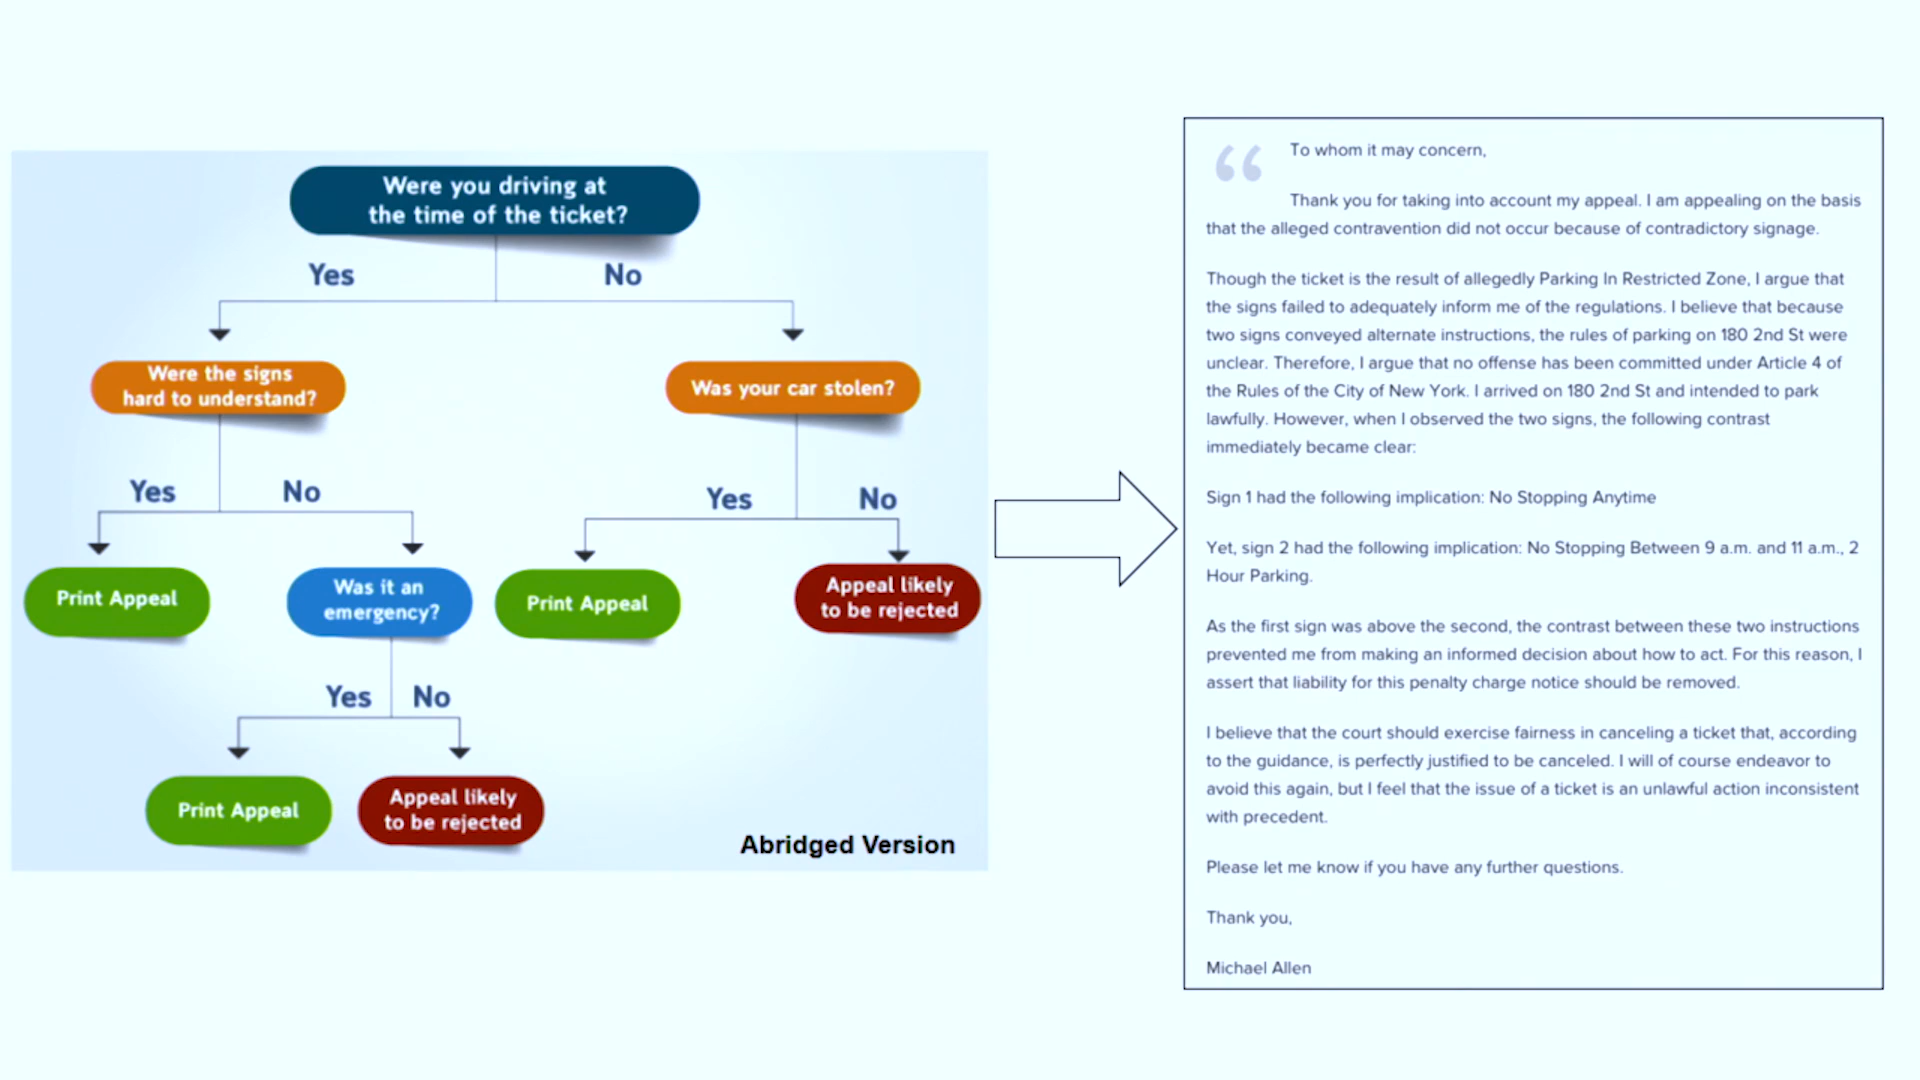 Were you driving at
the time of the ticket?
Yes
No
Were the signs
hard to understand?
Was your car stolen?
Yes
No
Yes
No
Print Appeal
Was it an
emergency?
Print Appeal
Appeal likely
to be rejected
Yes
No
Print Appeal
Appeal likely
to be rejected
Abridged Version
“
To whom it may concern,
Thank you for taking into account my appeal. I am appealing on the basis
that the alleged contravention did not occur because of contradictory signage.
Though the ticket is the result of allegedly Parking In Restricted Zone, I argue that
the signs failed to adequately inform me of the regulations. I believe that because
two signs conveyed alternate instructions, the rules of parking on 180 2nd St were
unclear. Therefore, I argue that no offense has been committed under Article 4 of
the Rules of the City of New York. I arrived on 180 2nd St and intended to park
lawfully. However, when I observed the two signs, the following contrast
immediately became clear:
Sign 1 had the following implication: No Stopping Anytime
Yet, sign 2 had the following implication: No Stopping Between 9 a.m. and 11 a.m., 2
Hour Parking.
As the first sign was above the second, the contrast between these two instructions
prevented me from making an informed decision about how to act. For this reason, I
assert that liability for this penalty charge notice should be removed.
I believe that the court should exercise fairness in canceling a ticket that, according
to the guidance, is perfectly justified to be canceled. I will of course endeavor to
avoid this again, but I feel that the issue of a ticket is an unlawful action inconsistent
with precedent.
Please let me know if you have any further questions.
Thank you,
Michael Allen